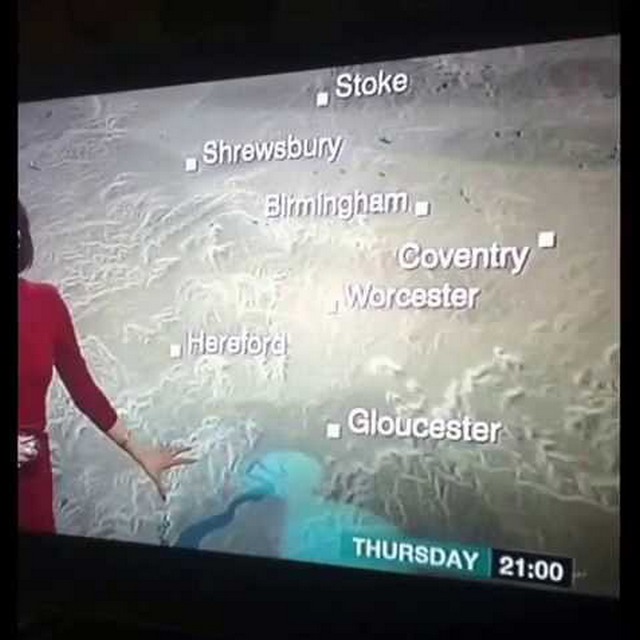 Stoke
Shrewsbury
Birmingham
Coventry
Worcester
Hereford
Gloucester
THURSDAY 21:00